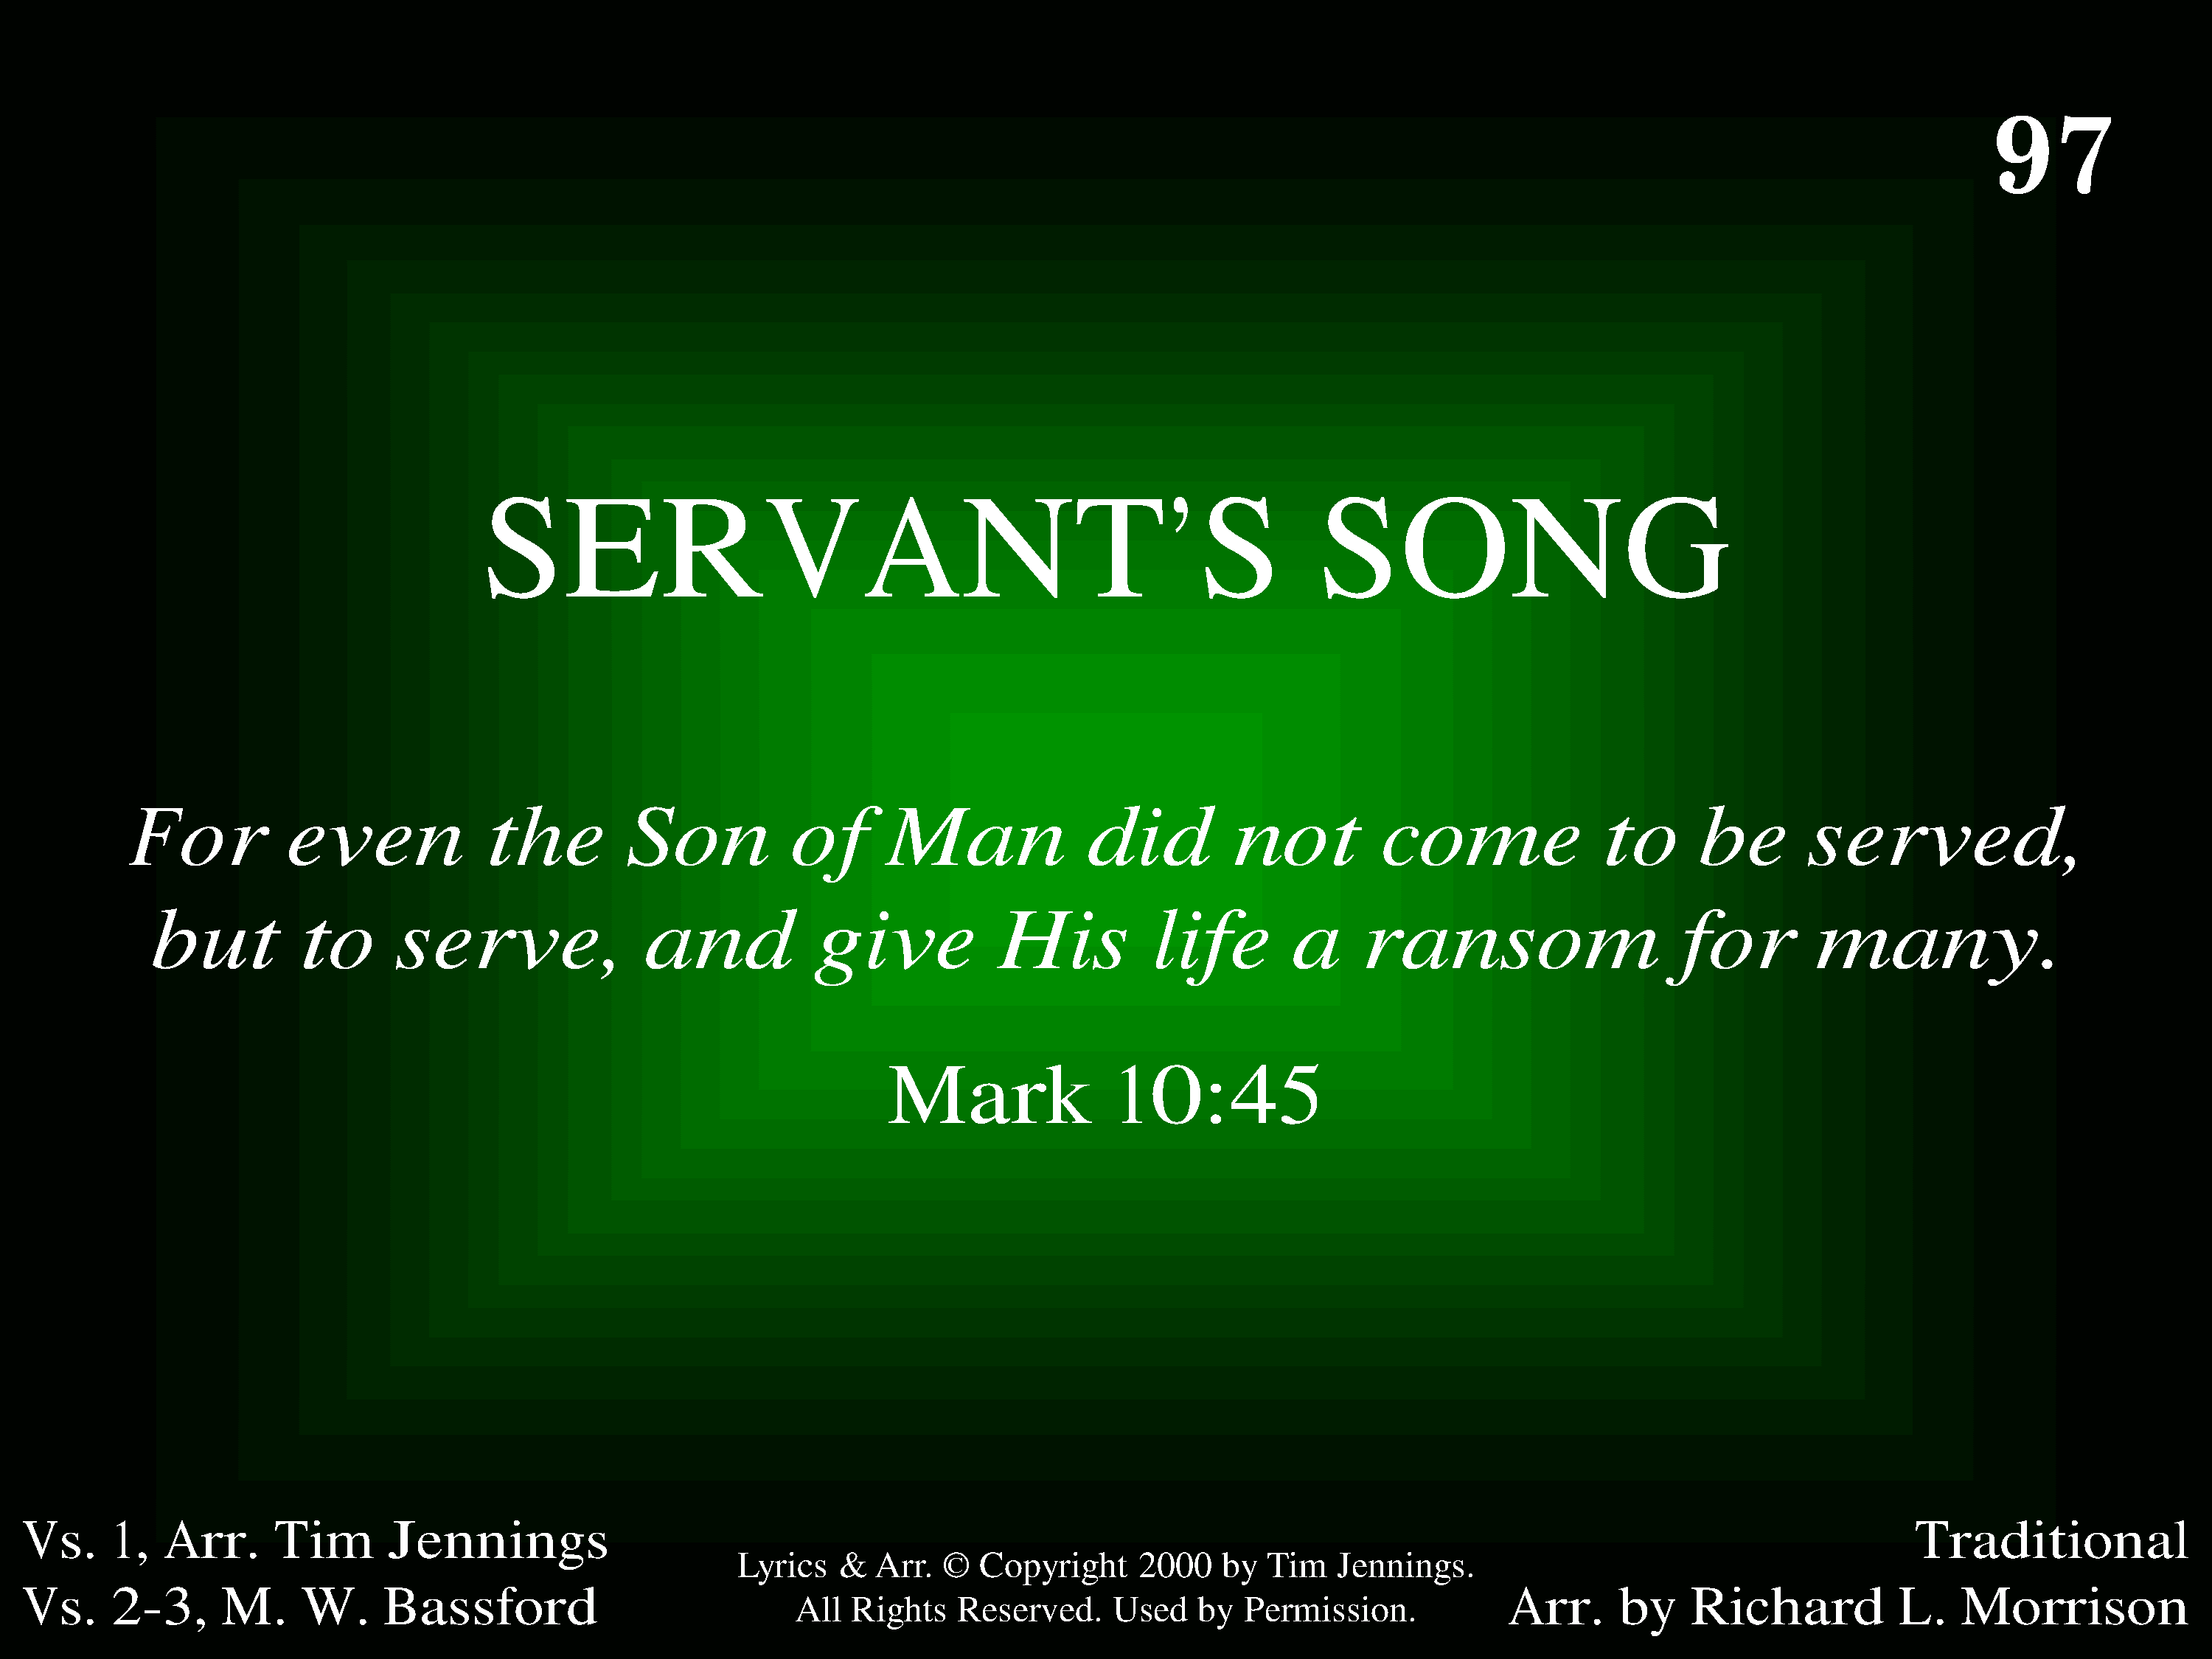 97
SERVANT’S SONG
For even the Son of Man did not come to be served,
but to serve, and give His life a ransom for many.
Mark 10:45
Vs. 1, Arr. Tim Jennings
Vs. 2-3, M. W. Bassford
Lyrics & Arr. © Copyright 2000 by Tim Jennings.
All Rights Reserved. Used by Permission.
Traditional
Arr. by Richard L. Morrison